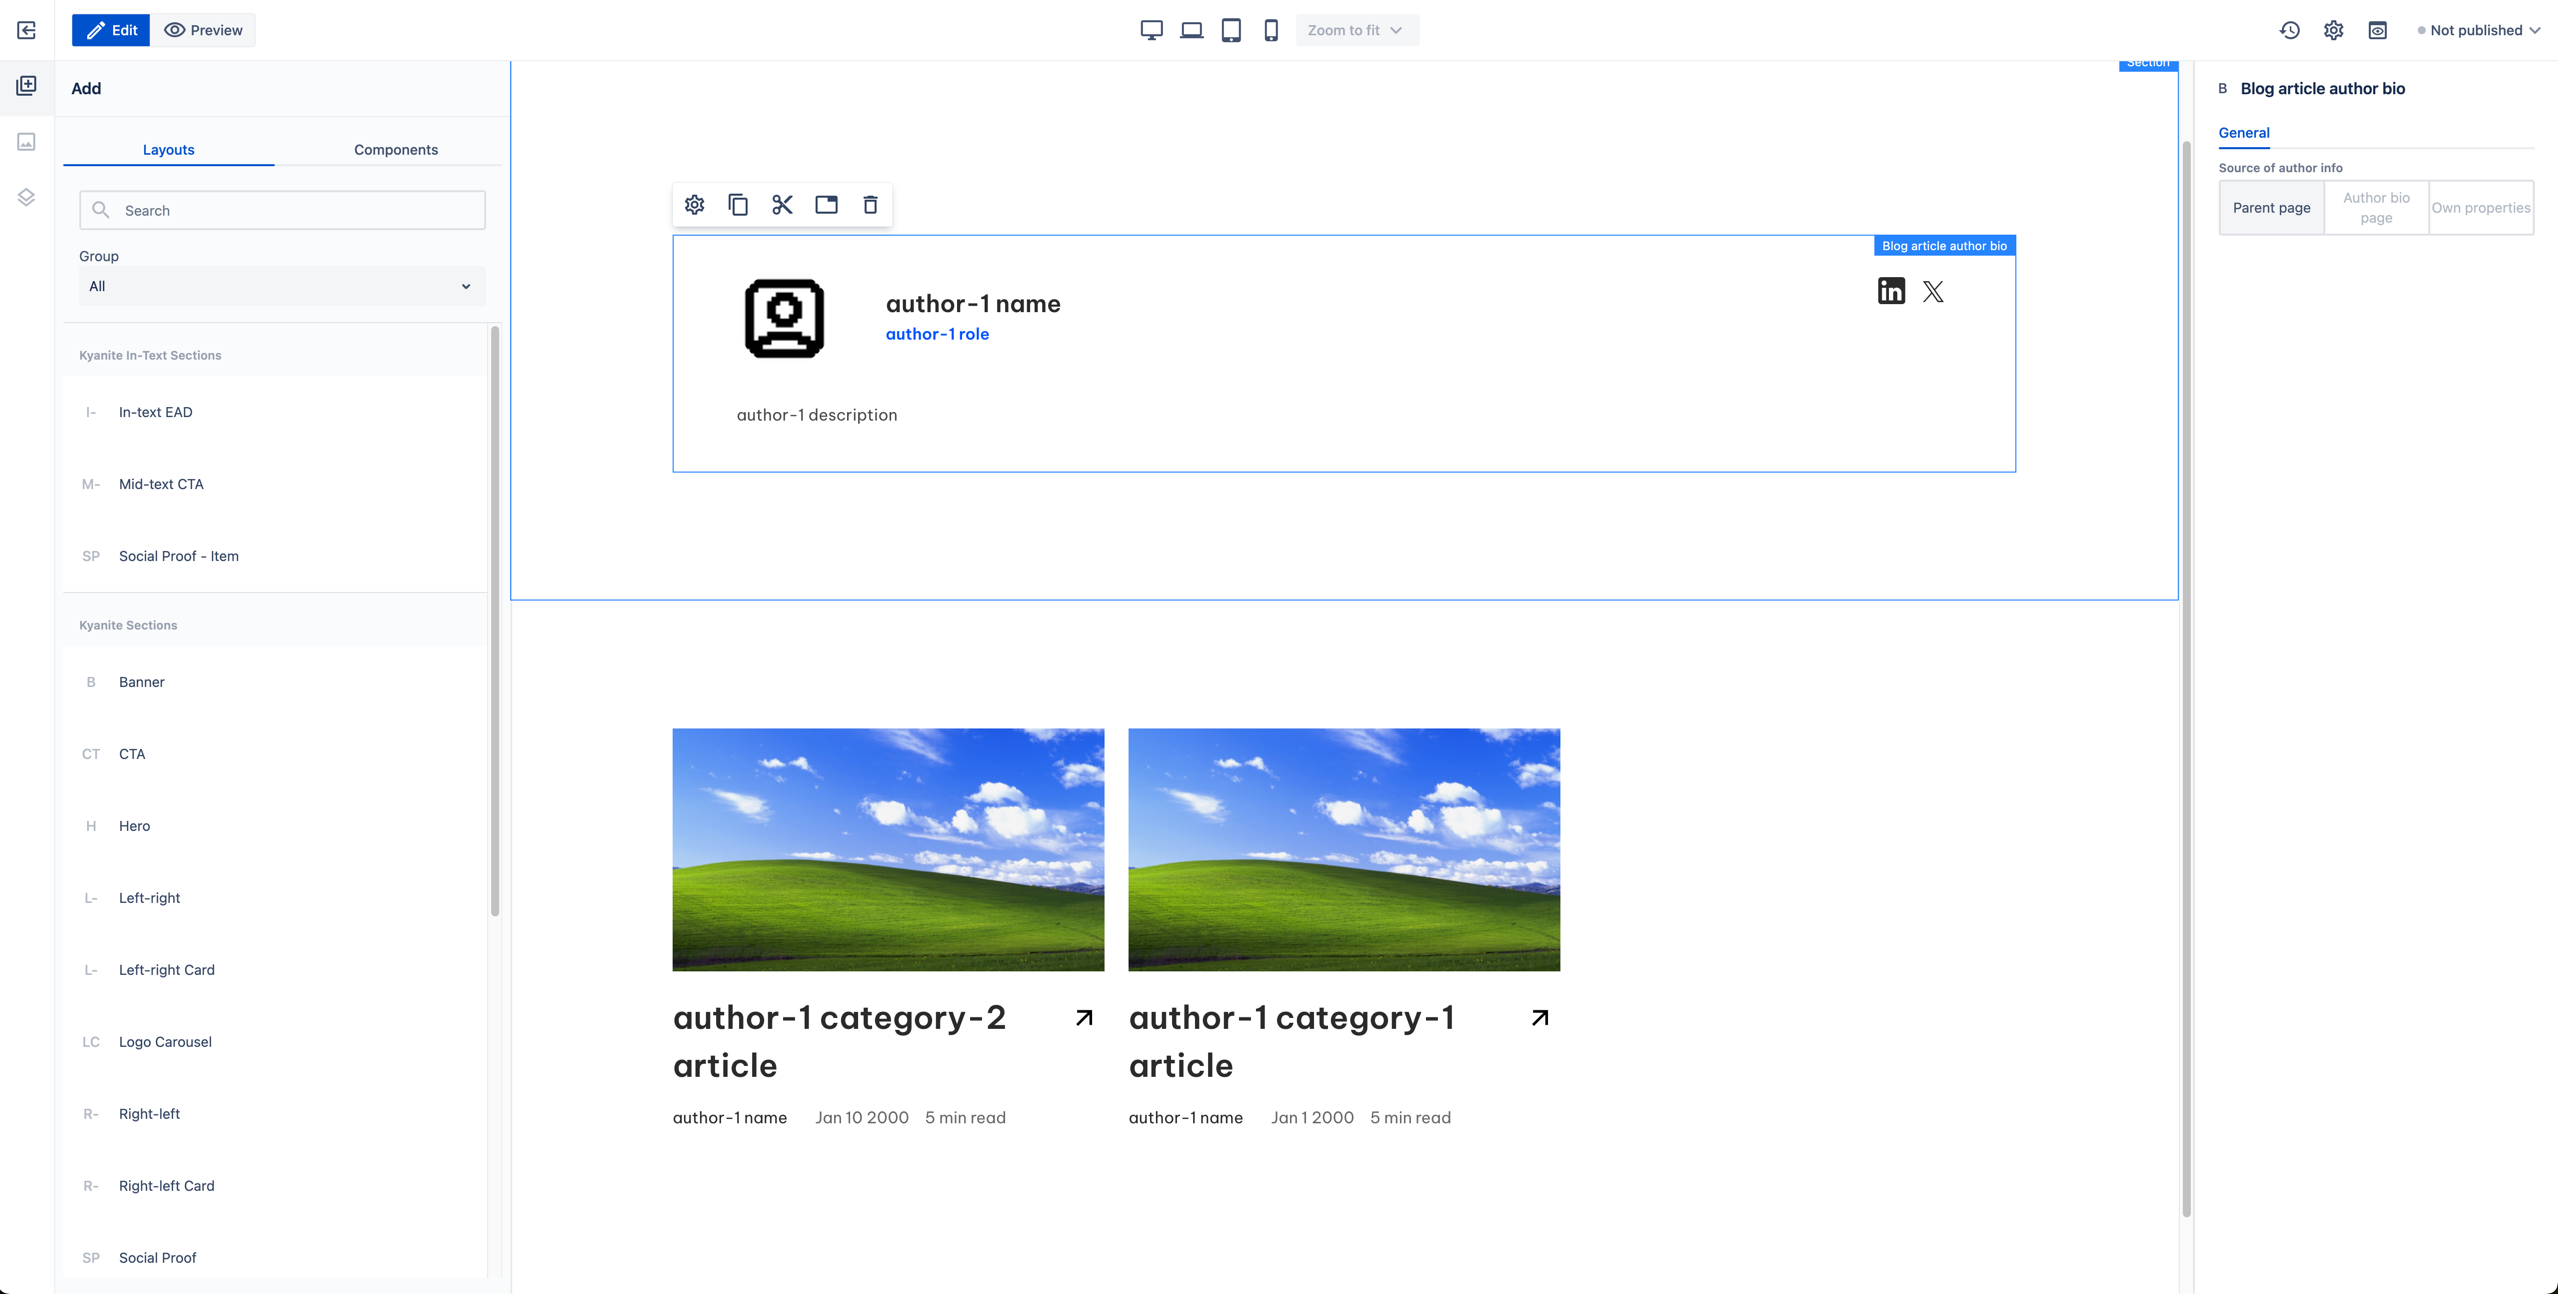 Edit
Preview
Zoom to fit
Not published
Add
Layouts
Components
Search
Group
All
Kyanite In-Text Sections
I- In-text EAD
M- Mid-text CTA
SP Social Proof - Item
Kyanite Sections
B Banner
CT CTA
H Hero
L- Left-right
L- Left-right Card
LC Logo Carousel
R- Right-left
R- Right-left Card
SP Social Proof
Section
Blog article author bio
author-1 name
author-1 role
in X
author-1 description
author-1 category-2
article
author-1 name Jan 10 2000 5 min read
author-1 category-1
article
author-1 name Jan 1 2000 5 min read
B Blog article author bio
General
Source of author info
Parent page
Author bio
page
Own properties